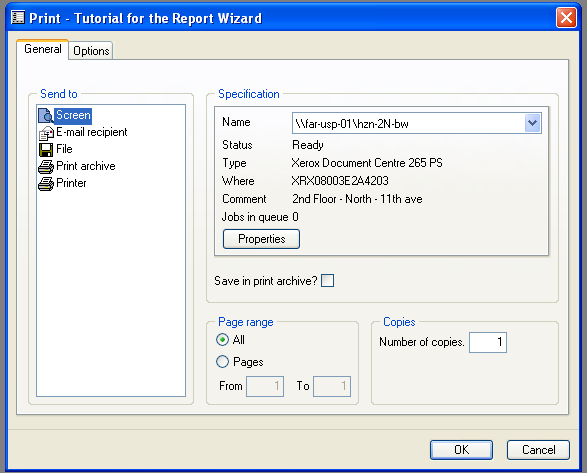 Print - Tutorial for the Report Wizard
General Options
Send to
Screen
E-mail recipient
File
Print archive
Printer
Specification
Name \\far-usp-01\hzn-2N-bw
Status Ready
Type Xerox Document Centre 265 PS
Where XRX08003E2A4203
Comment 2nd Floor - North - 11th ave
Jobs in queue 0
Properties
Save in print archive?
Page range
All
Pages
From 1 To 1
Copies
Number of copies. 1
OK Cancel